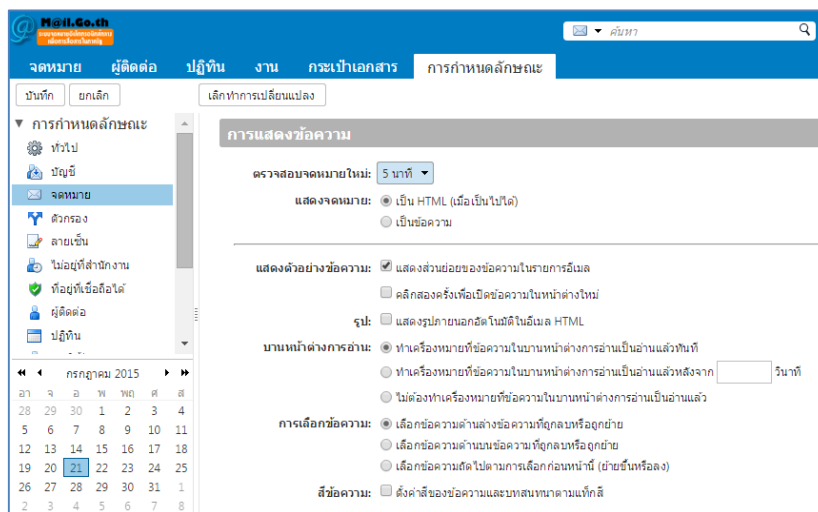 M@il.Go.th
ค้นหา
จดหมาย ผู้ติดต่อ ปฏิทิน งาน กระเป๋าเอกสาร การกำหนดลักษณะ
บันทึก ยกเลิก เลิกทำการเปลี่ยนแปลง
การกำหนดลักษณะ
ทั่วไป
บัญชี
จดหมาย
ตัวกรอง
ลายเซ็น
ไม่อยู่ที่สำนักงาน
ที่อยู่ที่เชื่อถือได้
ผู้ติดต่อ
ปฏิทิน
กรกฎาคม 2015
อา จ อ พ พฤ ศ ส
28 29 30 1 2 3 4
5 6 7 8 9 10 11
12 13 14 15 16 17 18
19 20 21 22 23 24 25
26 27 28 29 30 31 1
2 3 4 5 6 7 8
การแสดงข้อความ
ตรวจสอบจดหมายใหม่: 5 นาที
แสดงจดหมาย: เป็น HTML (เมื่อเป็นไปได้)
เป็นข้อความ
แสดงตัวอย่างข้อความ: แสดงส่วนย่อยของข้อความในรายการอีเมล
คลิกสองครั้งเพื่อเปิดข้อความในหน้าต่างใหม่
รูป: แสดงรูปภายนอกอัตโนมัติในอีเมล HTML
บานหน้าต่างการอ่าน: ทำเครื่องหมายที่ข้อความในบานหน้าต่างการอ่านเป็นอ่านแล้วทันที
ทำเครื่องหมายที่ข้อความในบานหน้าต่างการอ่านเป็นอ่านแล้วหลังจาก วินาที
ไม่ต้องทำเครื่องหมายที่ข้อความในบานหน้าต่างการอ่านเป็นอ่านแล้ว
การเลือกข้อความ: เลือกข้อความด้านล่างข้อความที่ถูกลบหรือถูกย้าย
เลือกข้อความด้านบนข้อความที่ถูกลบหรือถูกย้าย
เลือกข้อความถัดไปตามการเลือกก่อนหน้านี้ (ย้ายขึ้นหรือลง)
สีข้อความ: ตั้งค่าสีของข้อความและบทสนทนาตามแท็กสี